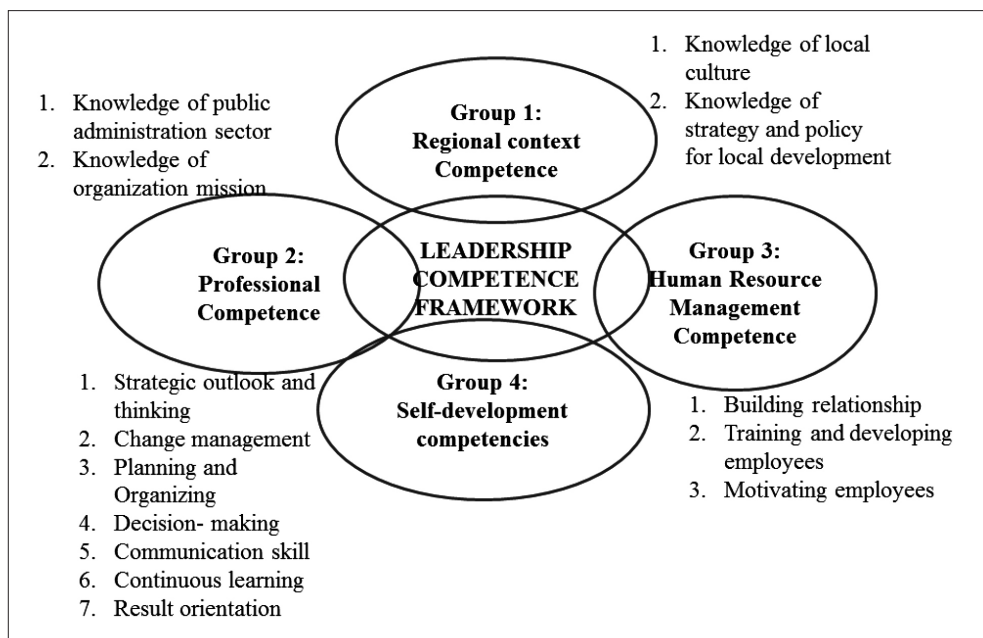 1. Knowledge of local
culture
2. Knowledge of
strategy and policy
for local development
1. Knowledge of public
administration sector
2. Knowledge of
organization mission
Group 1:
Regional context
Competence
Group 2:
Professional
Competence
LEADERSHIP
COMPETENCE
FRAMEWORK
Group 3:
Human Resource
Management
Competence
Group 4:
Self-development
competencies
1. Strategic outlook and
thinking
2. Change management
3. Planning and
Organizing
4. Decision- making
5. Communication skill
6. Continuous learning
7. Result orientation
1. Building relationship
2. Training and developing
employees
3. Motivating employees